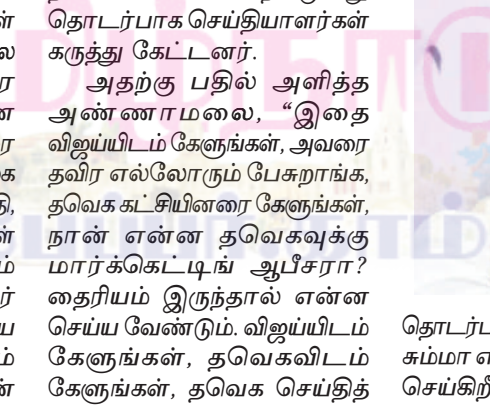 ள்
ல
ர
ன
ர
க
தி,
ள்
ம்
ர்
ய
ம்
ன்
தொடர்பாக செய்தியாளர்கள்
கருத்து கேட்டனர்.
அதற்கு பதில் அளித்த
அண்ணாமலை, “இதை
விஜய்யிடம் கேளுங்கள், அவரை
தவிர எல்லோரும் பேசுறாங்க,
தவெக கட்சியினரை கேளுங்கள்,
நான் என்ன தவெகவுக்கு
மார்க்கெட்டிங் ஆபீசரா?
தைரியம் இருந்தால் என்ன
செய்ய வேண்டும். விஜய்யிடம்
கேளுங்கள், தவெகவிடம்
கேளுங்கள், தவெக செய்தித்
தொடர்ப
சும்மா எ
செய்கிறீ